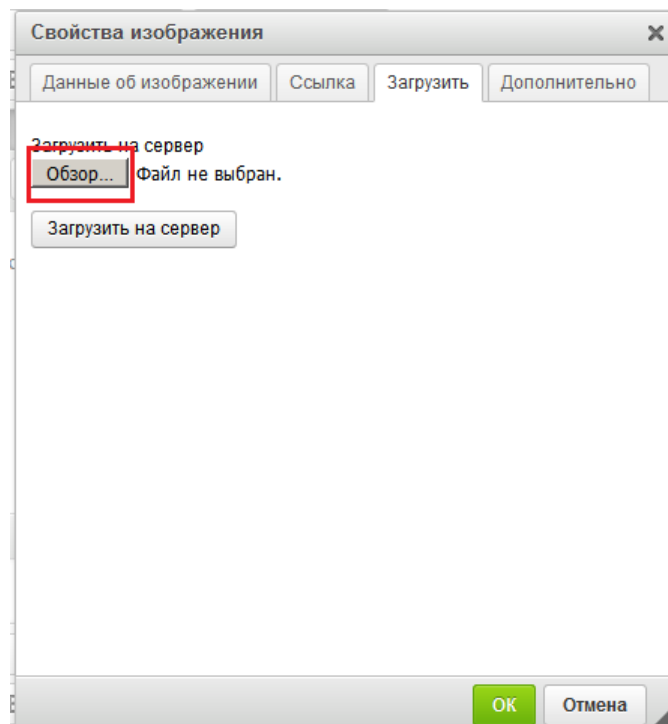 Свойства изображения
Данные об изображении Ссылка Загрузить Дополнительно
Загрузить на сервер
Обзор... Файл не выбран.
Загрузить на сервер
ОК Отмена